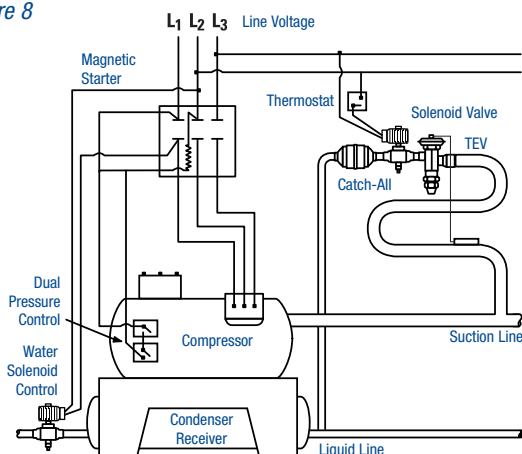 re 8
L1 L2 L3 Line Voltage
Magnetic
Starter
Thermostat
Solenoid Valve
TEV
Catch-All
Dual
Pressure
Control
Compressor
Suction Line
Water
Solenoid
Control
Condenser
Receiver
Liquid Line